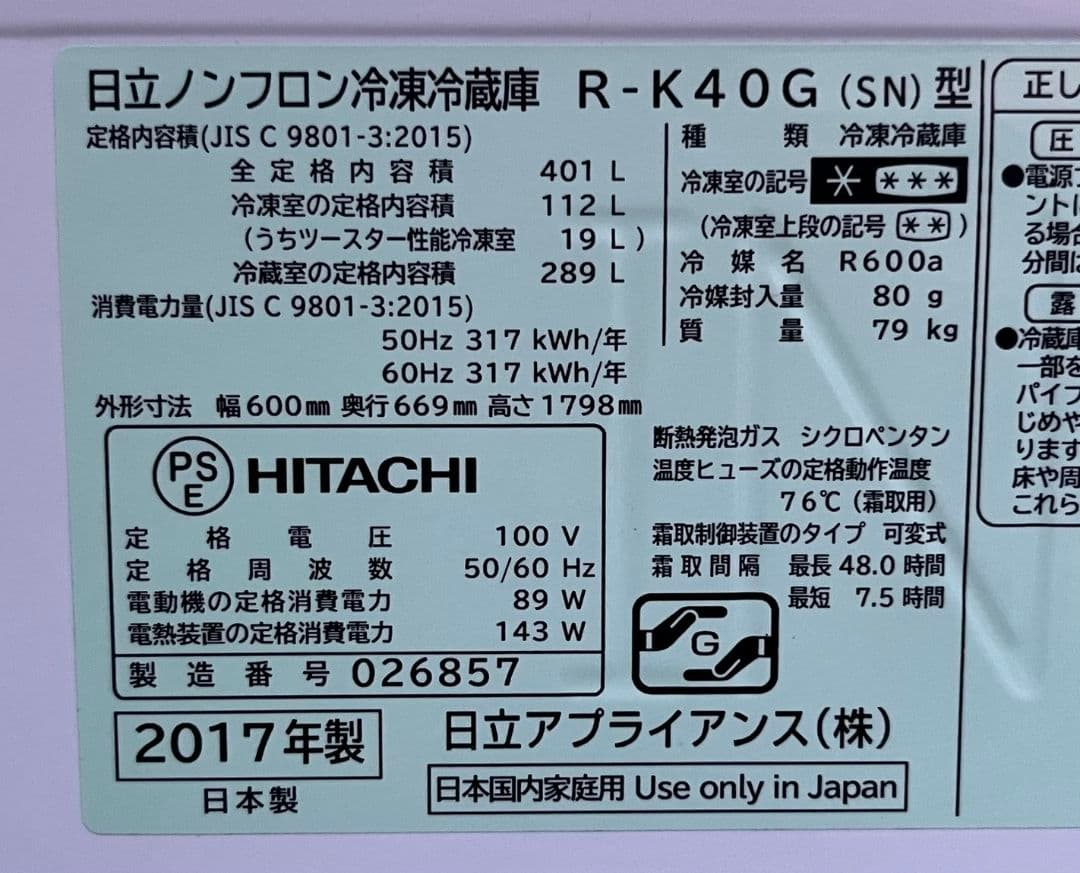 日立ノンフロン冷凍冷蔵庫 R-K40G (SN) 型
定格内容積(JIS C 9801-3:2015)
全定格内容積 401 L
冷凍室の定格内容積 112 L
(うちツースター性能冷凍室 19 L)
冷蔵室の定格内容積 289 L
消費電力量(JIS C 9801-3:2015)
50Hz 317 kWh/年
60Hz 317 kWh/年
外形寸法 幅600mm 奥行669mm 高さ1798mm
種類 冷凍冷蔵庫
冷凍室の記号 * ***
(冷凍室上段の記号 **)
冷媒名 R600a
冷媒封入量 80 g
質量 79 kg
PSE HITACHI
定格電圧 100 V
定格周波数 50/60 Hz
電動機の定格消費電力 89 W
電熱装置の定格消費電力 143 W
製造番号 026857
断熱発泡ガス シクロペンタン
温度ヒューズの定格動作温度
76℃(霜取用)
霜取制御装置のタイプ 可変式
霜取間隔 最長 48.0 時間
最短 7.5 時間
G
2017年製
日本製
日立アプライアンス(株)
日本国内家庭用 Use only in Japan
正し
圧
●電源
ントに
る場合
分間は
露
●冷蔵庫
一部を
パイプ
じめや
ります
床や周
これら